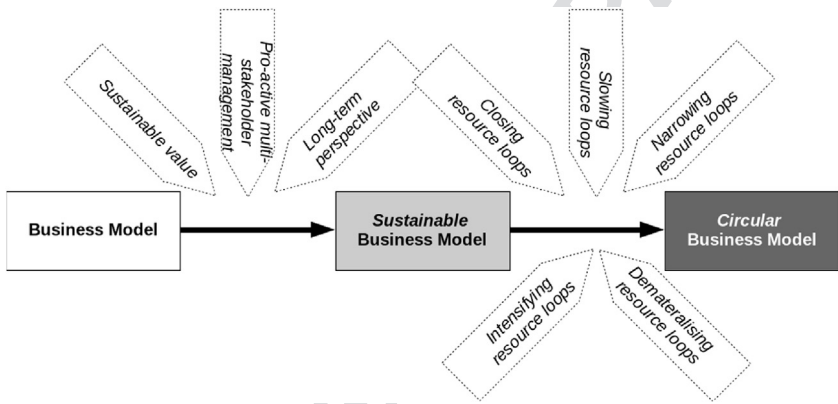 Sustainable value
Pro-active multi-
stakeholder
management
Long-term
perspective
Closing
resource loops
Slowing
resource loops
Narrowing
resource loops
Business Model
Sustainable
Business Model
Circular
Business Model
Intensifying
resource loops
Demateralising
resource loops